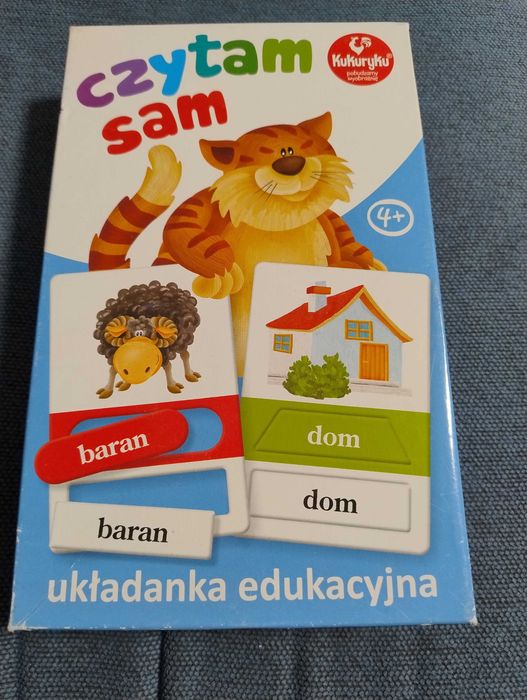 czytam
sam
KuKuryKu
pobudzamy
wyobraźnię
4+
baran
dom
baran
dom
układanka edukacyjna